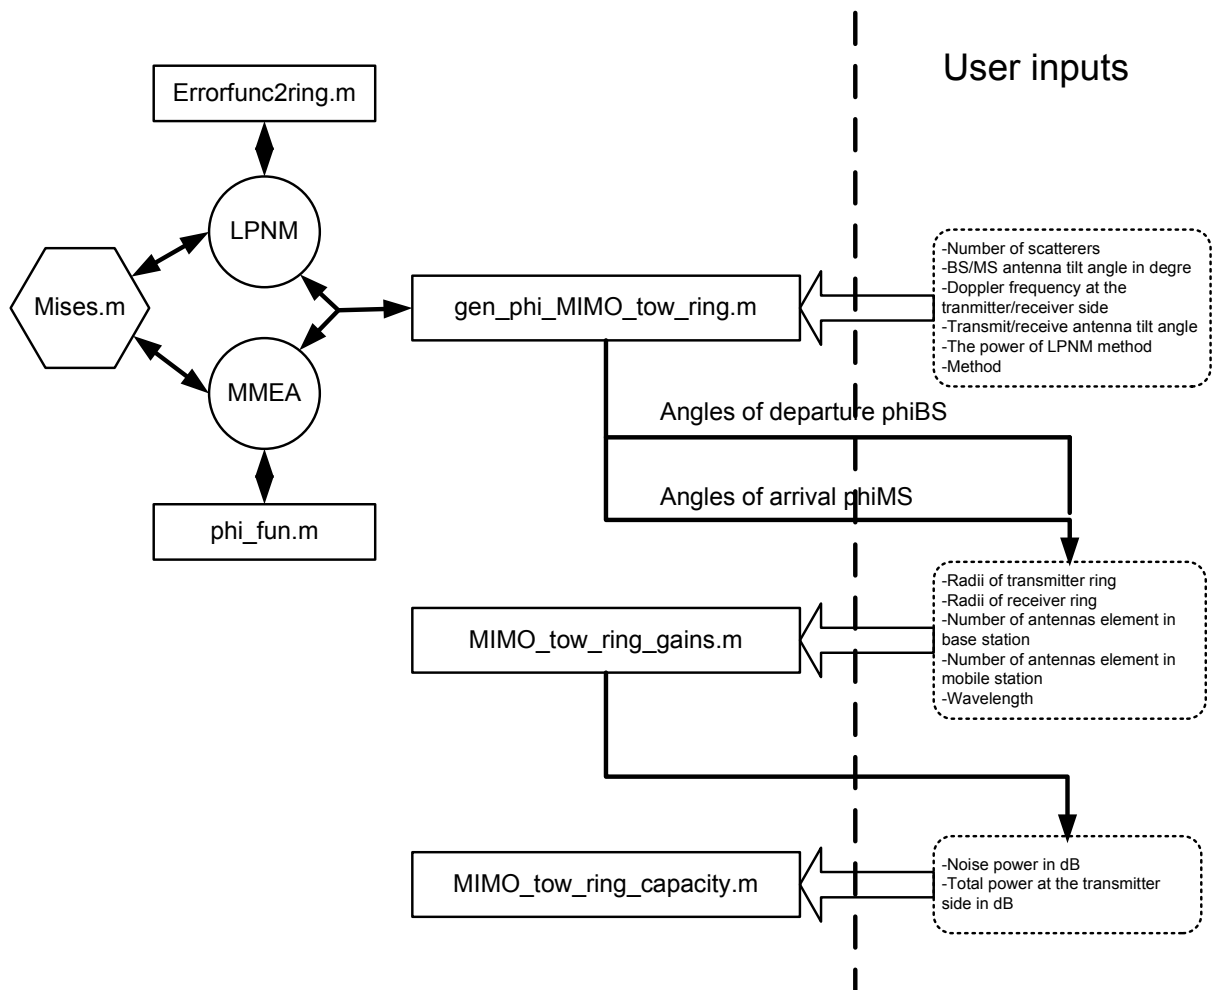 User inputs
Errorfunc2ring.m
LPNM
Mises.m
MMEA
phi_fun.m
gen_phi_MIMO_tow_ring.m
-Number of scatterers
-BS/MS antenna tilt angle in degre
-Doppler frequency at the
tranmitter/receiver side
-Transmit/receive antenna tilt angle
-The power of LPNM method
-Method
Angles of departure phiBS
Angles of arrival phiMS
MIMO_tow_ring_gains.m
-Radii of transmitter ring
-Radii of receiver ring
-Number of antennas element in
base station
-Number of antennas element in
mobile station
-Wavelength
MIMO_tow_ring_capacity.m
-Noise power in dB
-Total power at the transmitter
side in dB